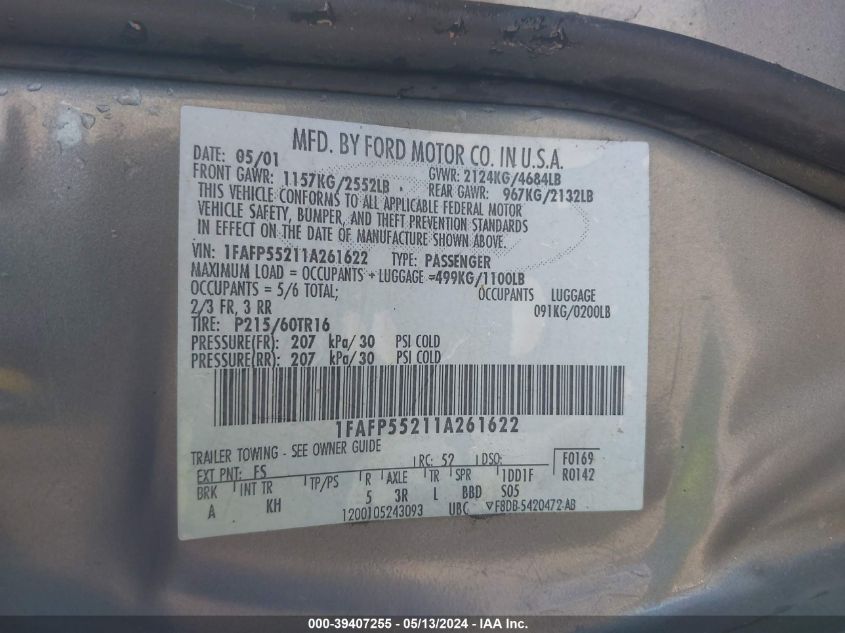 MFD. BY FORD MOTOR CO. IN U.S.A.
DATE: 05/01 GVWR: 2124KG/4684LB
FRONT GAWR: 1157KG/2552LB REAR GAWR: 967KG/2132LB
THIS VEHICLE CONFORMS TO ALL APPLICABLE FEDERAL MOTOR
VEHICLE SAFETY, BUMPER, AND THEFT PREVENTION STANDARDS
IN EFFECT ON THE DATE OF MANUFACTURE SHOWN ABOVE.
VIN: 1FAFP55211A261622 TYPE: PASSENGER
MAXIMUM LOAD = OCCUPANTS + LUGGAGE =499KG/1100LB
OCCUPANTS = 5/6 TOTAL; OCCUPANTS LUGGAGE
2/3 FR, 3 RR 091KG/0200LB
TIRE: P215/60TR16
PRESSURE(FR): 207 kPa/30 PSI COLD
PRESSURE(RR): 207 kPa/30 PSI COLD
1FAFP55211A261622
TRAILER TOWING - SEE OWNER GUIDE
EXT PNT: FS RC: 52 DSO: F0169
BRK INT TR TP/PS R AXLE TR SPR 1DD1F R0142
A KH 5 3R L BBD S05
1200105243093 UBC ▽F8DB-5420472-AB
000-39407255 - 05/13/2024 - IAA Inc.